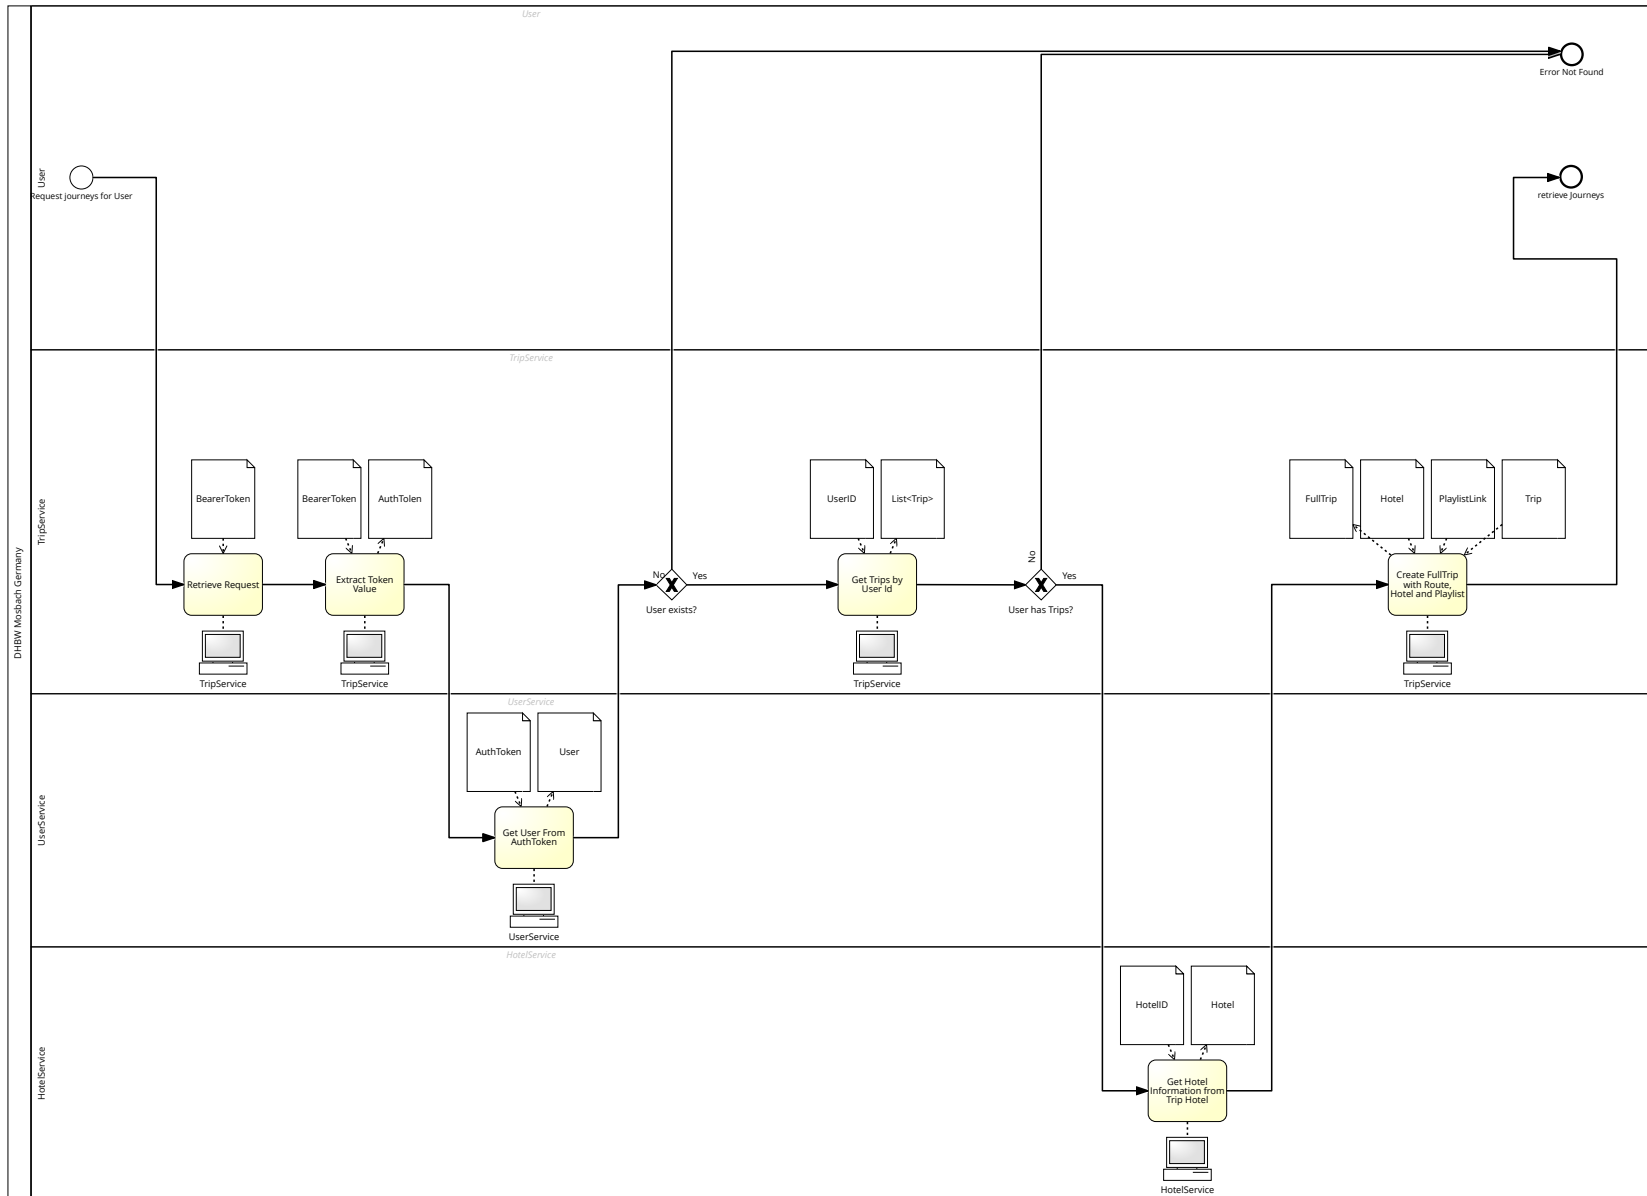 DHBW Mosbach Germany
User
User
Request journeys for User
Error Not Found
retrieve Journeys
TripService
TripService
BearerToken
BearerToken
AuthTolen
UserID
List<Trip>
FullTrip
Hotel
PlaylistLink
Trip
Retrieve Request
Extract Token
Value
No
Yes
User exists?
Get Trips by
User Id
No
Yes
User has Trips?
Create FullTrip
with Route,
Hotel and Playlist
TripService
TripService
TripService
TripService
UserService
UserService
AuthToken
User
Get User From
AuthToken
UserService
HotelService
HotelService
HotelID
Hotel
Get Hotel
Information from
Trip Hotel
HotelService